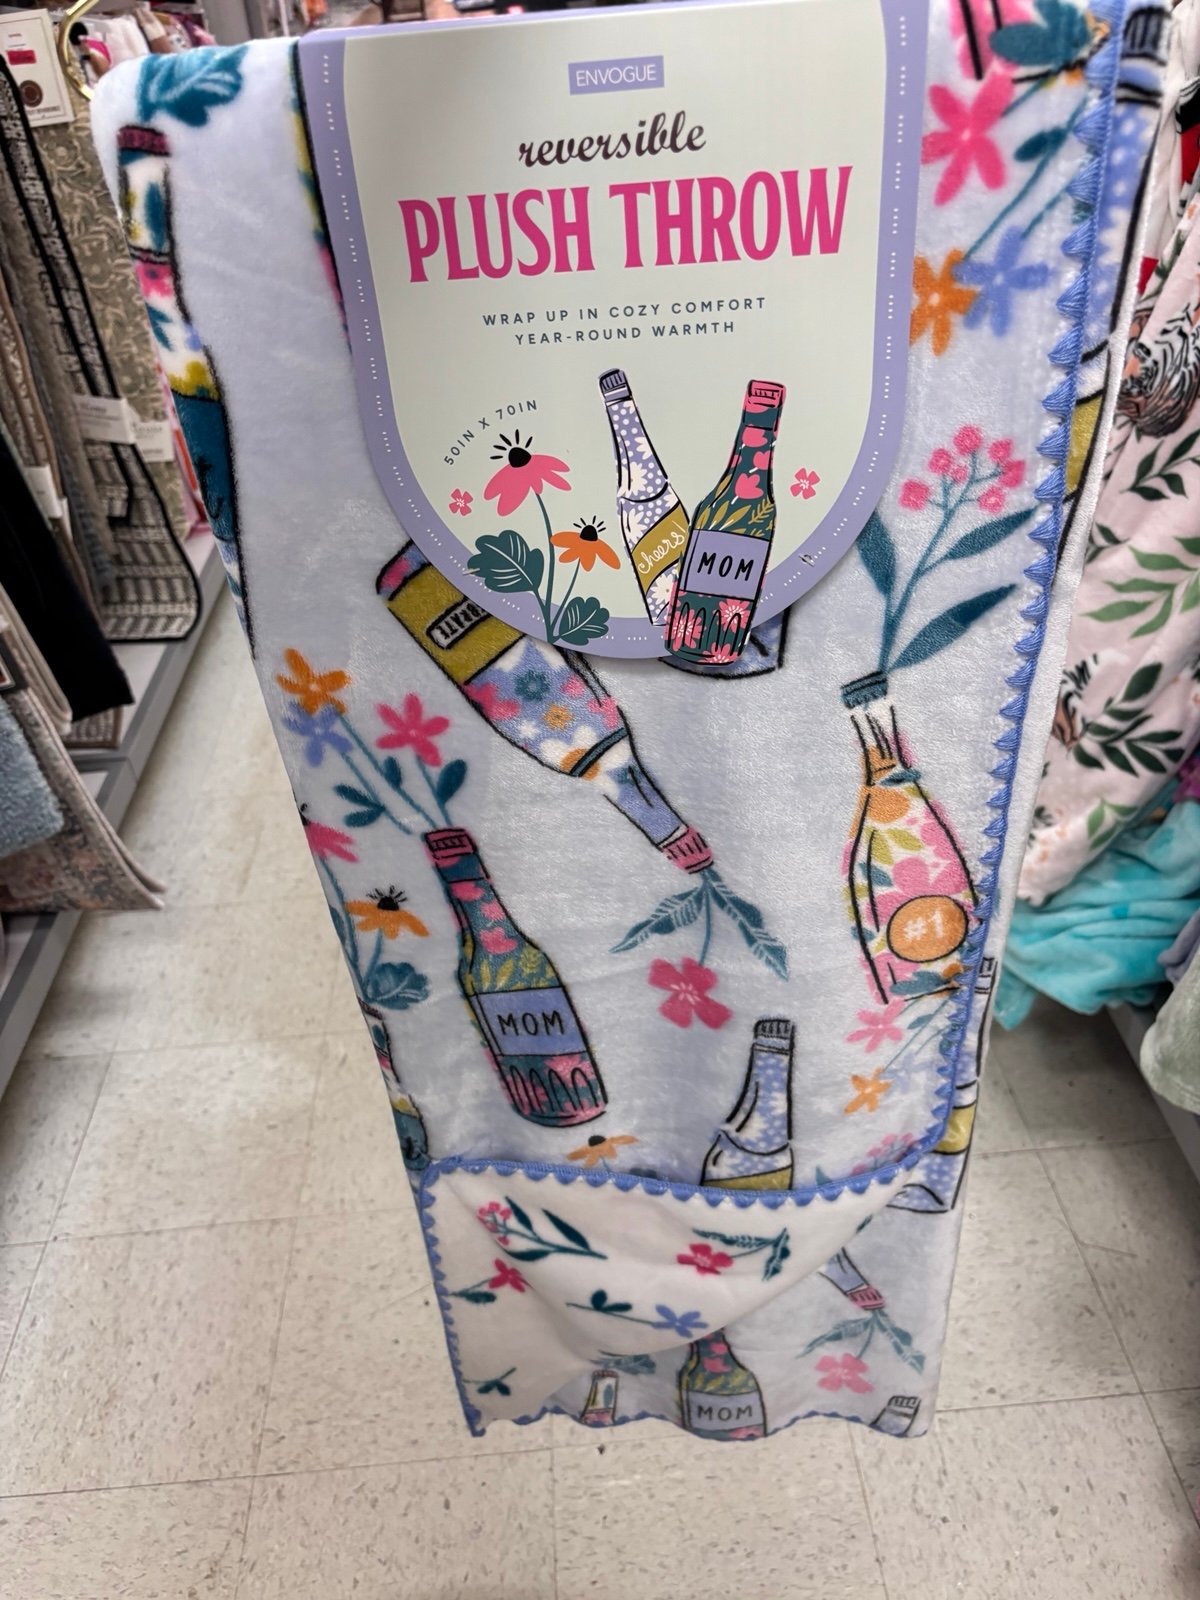 ENVOGUE
reversible
PLUSH THROW
WRAP UP IN COZY COMFORT
YEAR-ROUND WARMTH
50IN X 70IN
cheers!
MOM
#1
MOM
MOM